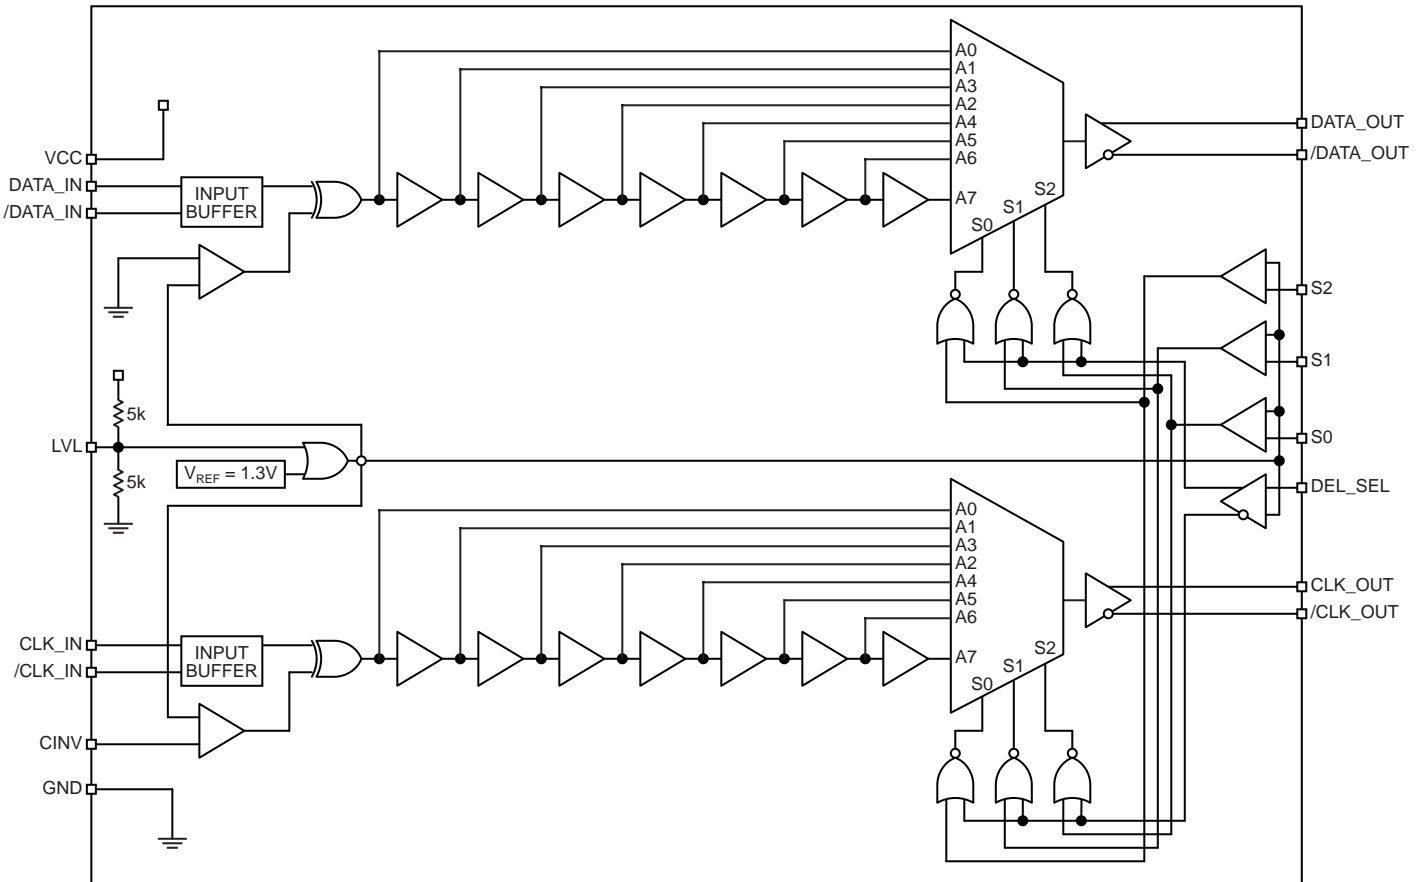 A0
A1
A3
A2
A4
A5
A6
A7
S0
S1
S2
VCC
DATA_IN
/DATA_IN
INPUT
BUFFER
DATA_OUT
/DATA_OUT
S2
S1
S0
DEL_SEL
5k
LVL
5k
VREF = 1.3V
A0
A1
A3
A2
A4
A5
A6
A7
S0
S1
S2
CLK_IN
/CLK_IN
INPUT
BUFFER
CLK_OUT
/CLK_OUT
CINV
GND